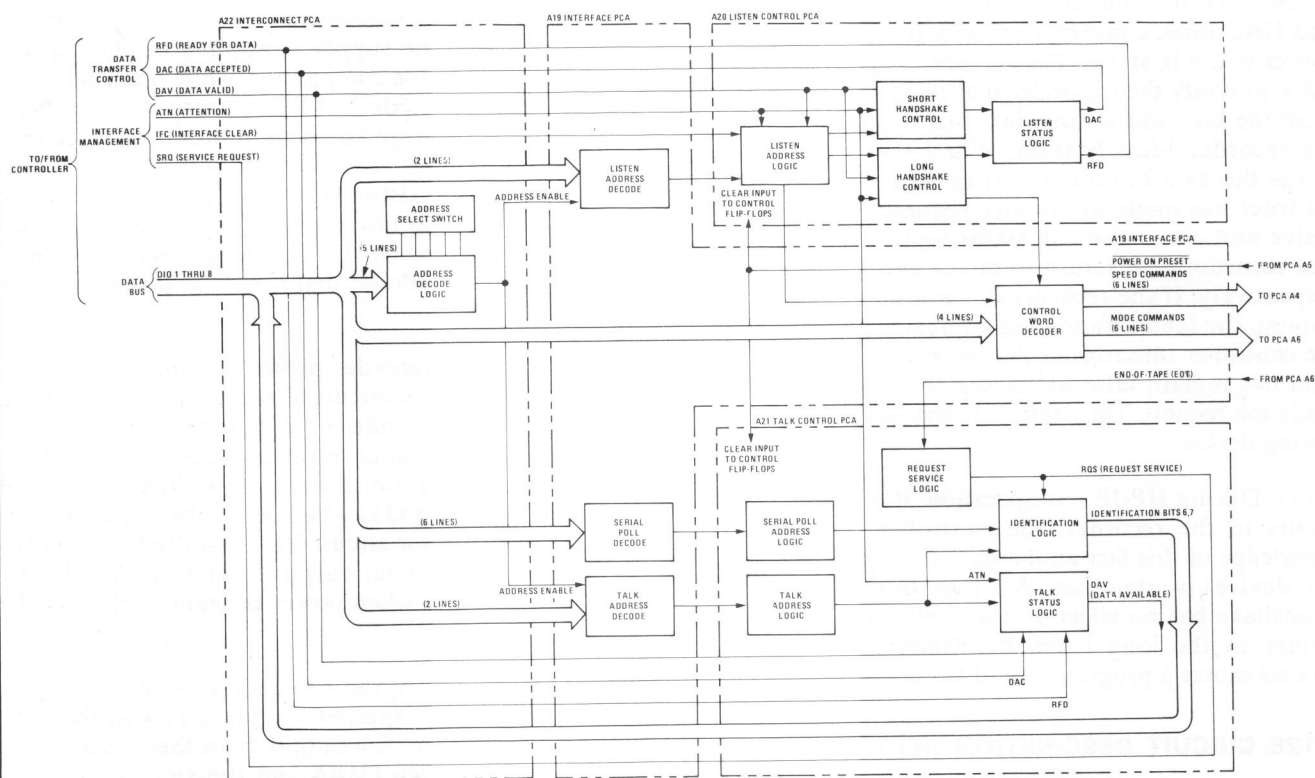 A22 INTERCONNECT PCA
A19 INTERFACE PCA
A20 LISTEN CONTROL PCA
RFD (READY FOR DATA)
DATA
TRANSFER
CONTROL
DAC (DATA ACCEPTED)
DAV (DATA VALID)
ATN (ATTENTION)
INTERFACE
MANAGEMENT
IFC (INTERFACE CLEAR)
SRQ (SERVICE REQUEST)
TO/FROM
CONTROLLER
(2 LINES)
LISTEN
ADDRESS
DECODE
LISTEN
ADDRESS
LOGIC
SHORT
HANDSHAKE
CONTROL
LONG
HANDSHAKE
CONTROL
LISTEN
STATUS
LOGIC
DAC
RFD
ADDRESS ENABLE
CLEAR INPUT
TO CONTROL
FLIP-FLOPS
ADDRESS
SELECT SWITCH
(5 LINES)
ADDRESS
DECODE
LOGIC
DATA
BUS
DIO 1 THRU 8
A19 INTERFACE PCA
POWER ON PRESET
FROM PCA A5
SPEED COMMANDS
(6 LINES)
TO PCA A4
(4 LINES)
CONTROL
WORD
DECODER
MODE COMMANDS
(6 LINES)
TO PCA A6
END-OF-TAPE (EOT)
FROM PCA A6
A21 TALK CONTROL PCA
CLEAR INPUT
TO CONTROL
FLIP-FLOPS
REQUEST
SERVICE
LOGIC
RQS (REQUEST SERVICE)
IDENTIFICATION BITS 6,7
(6 LINES)
SERIAL
POLL
DECODE
SERIAL POLL
ADDRESS
LOGIC
IDENTIFICATION
LOGIC
ADDRESS ENABLE
(2 LINES)
TALK
ADDRESS
DECODE
TALK
ADDRESS
LOGIC
ATN
TALK
STATUS
LOGIC
DAV
(DATA AVAILABLE)
DAC
RFD